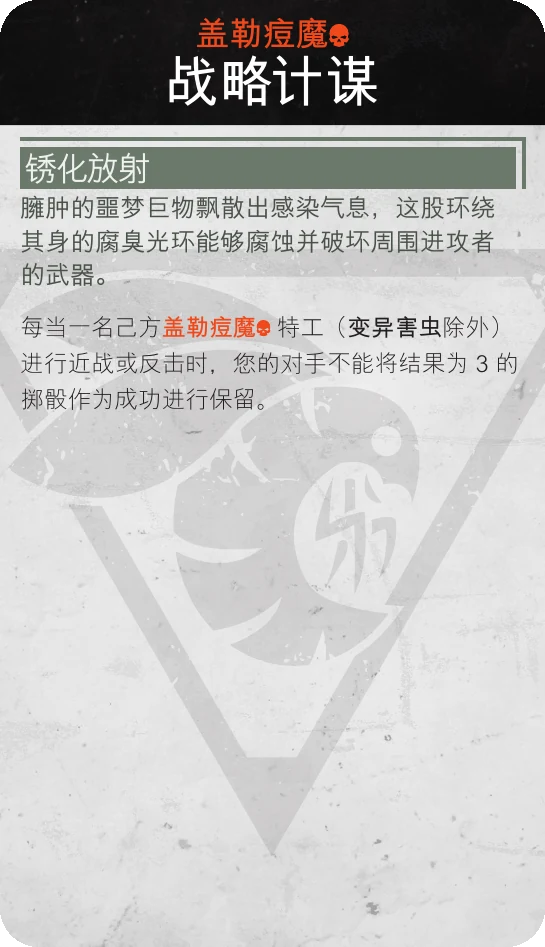 盖勒痘魔
战略计谋
锈化放射
臃肿的噩梦巨物飘散出感染气息，这股环绕
其身的腐臭光环能够腐蚀并破坏周围进攻者
的武器。
每当一名己方盖勒痘魔 特工（变异害虫除外）
进行近战或反击时，您的对手不能将结果为 3 的
掷骰作为成功进行保留。